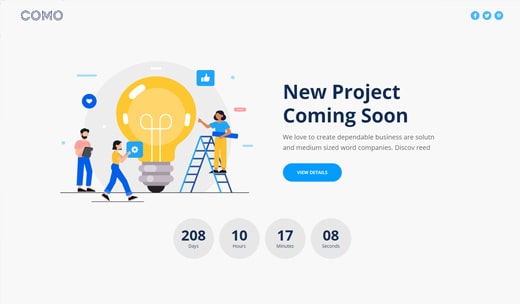 COMO
New Project
Coming Soon
We love to create dependable business are solutn
and medium sized word companies. Discov reed
VIEW DETAILS
208
Days
10
Hours
17
Minutes
08
Seconds